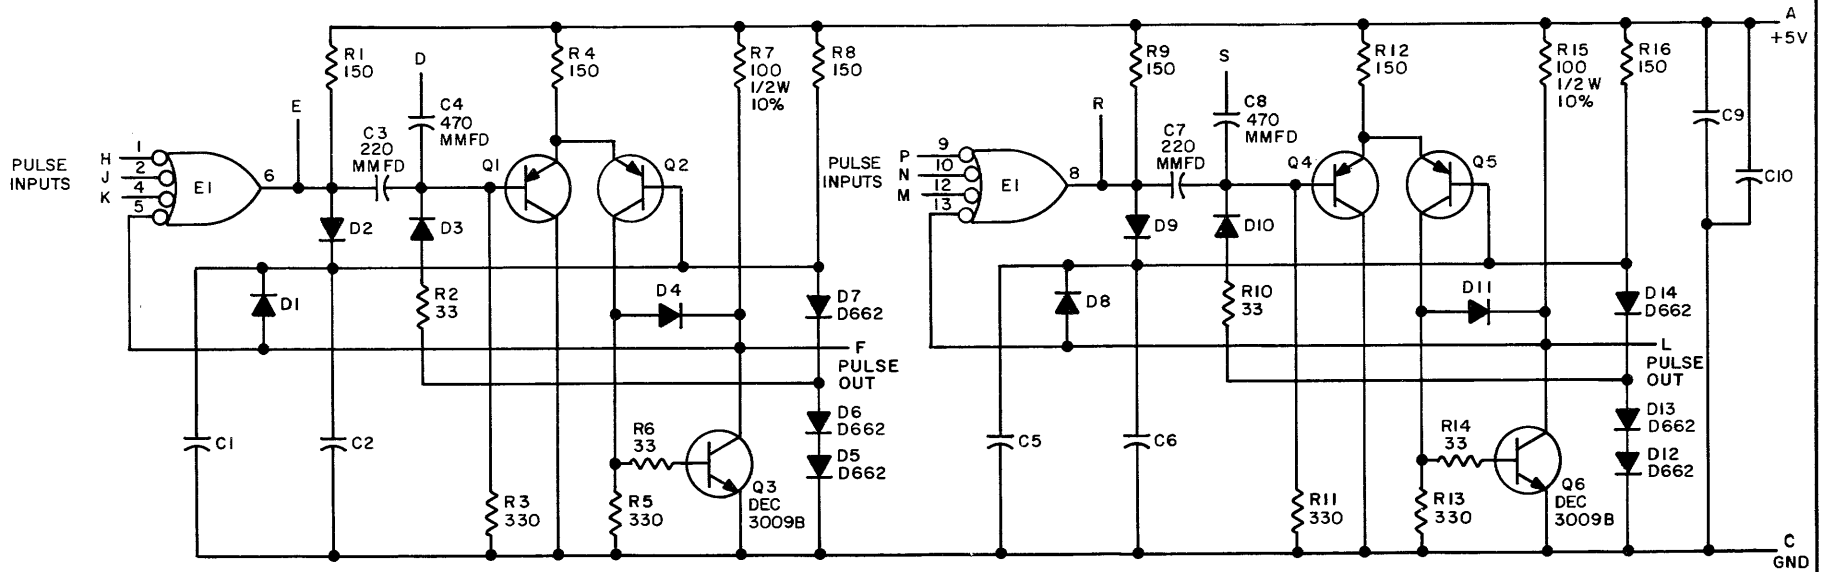 A
+5V
R1
150
D
R4
150
R7
100
1/2W
10%
R8
150
R9
150
S
R12
150
R15
100
1/2W
10%
R16
150
E
C4
470
MMFD
C3
220
MMFD
Q1
Q2
R
C8
470
MMFD
C7
220
MMFD
Q4
Q5
C9
C10
PULSE
INPUTS
H 1
J 2
K 4
5
E1
6
PULSE
INPUTS
P 9
N 10
M 12
13
E1
8
D2
D3
D9
D10
D1
R2
33
D4
D7
D662
D8
R10
33
D11
D14
D662
F
PULSE
OUT
L
PULSE
OUT
C1
C2
R6
33
D6
D662
D5
D662
C5
C6
R14
33
D13
D662
D12
D662
R3
330
R5
330
Q3
DEC
3009B
R11
330
R13
330
Q6
DEC
3009B
C
GND